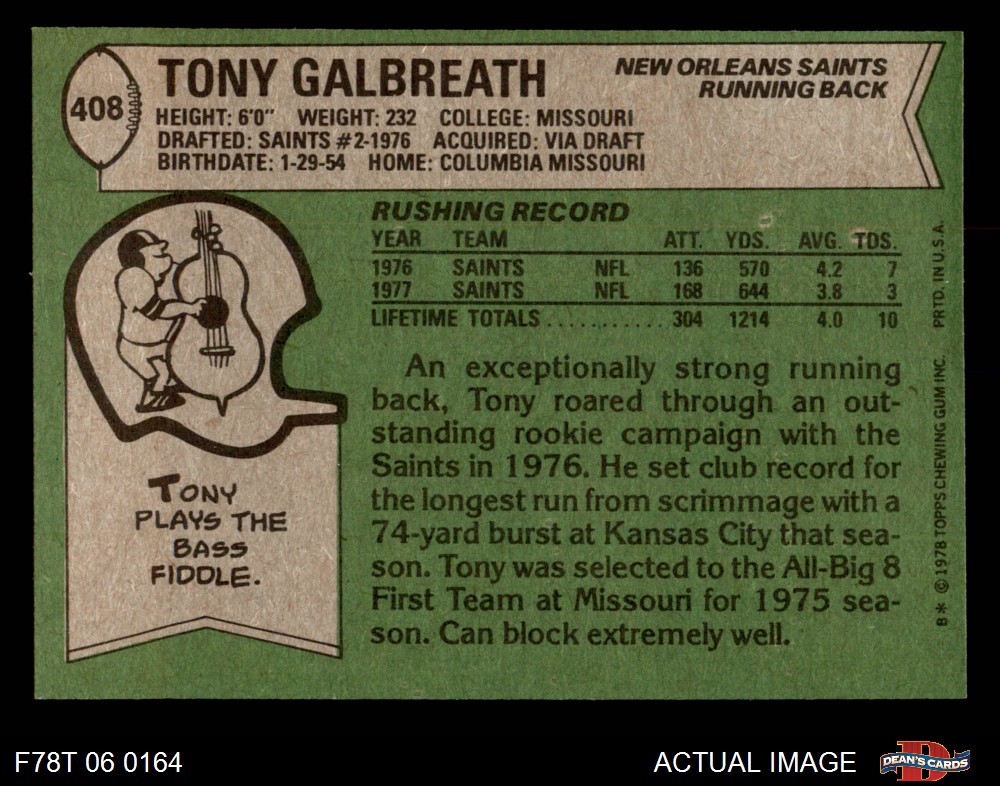 408
TONY GALBREATH
NEW ORLEANS SAINTS
RUNNING BACK
HEIGHT: 6'0" WEIGHT: 232 COLLEGE: MISSOURI
DRAFTED: SAINTS #2-1976 ACQUIRED: VIA DRAFT
BIRTHDATE: 1-29-54 HOME: COLUMBIA MISSOURI
RUSHING RECORD
YEAR TEAM ATT. YDS. AVG. TDS.
1976 SAINTS NFL 136 570 4.2 7
1977 SAINTS NFL 168 644 3.8 3
LIFETIME TOTALS ............ 304 1214 4.0 10
An exceptionally strong running
back, Tony roared through an out-
standing rookie campaign with the
Saints in 1976. He set club record for
the longest run from scrimmage with a
74-yard burst at Kansas City that sea-
son. Tony was selected to the All-Big 8
First Team at Missouri for 1975 sea-
son. Can block extremely well.
TONY
PLAYS THE
BASS
FIDDLE.
B* © 1978 TOPPS CHEWING GUM INC. PRTD. IN U.S.A.
F78T 06 0164
ACTUAL IMAGE
D
DEAN'S CARDS